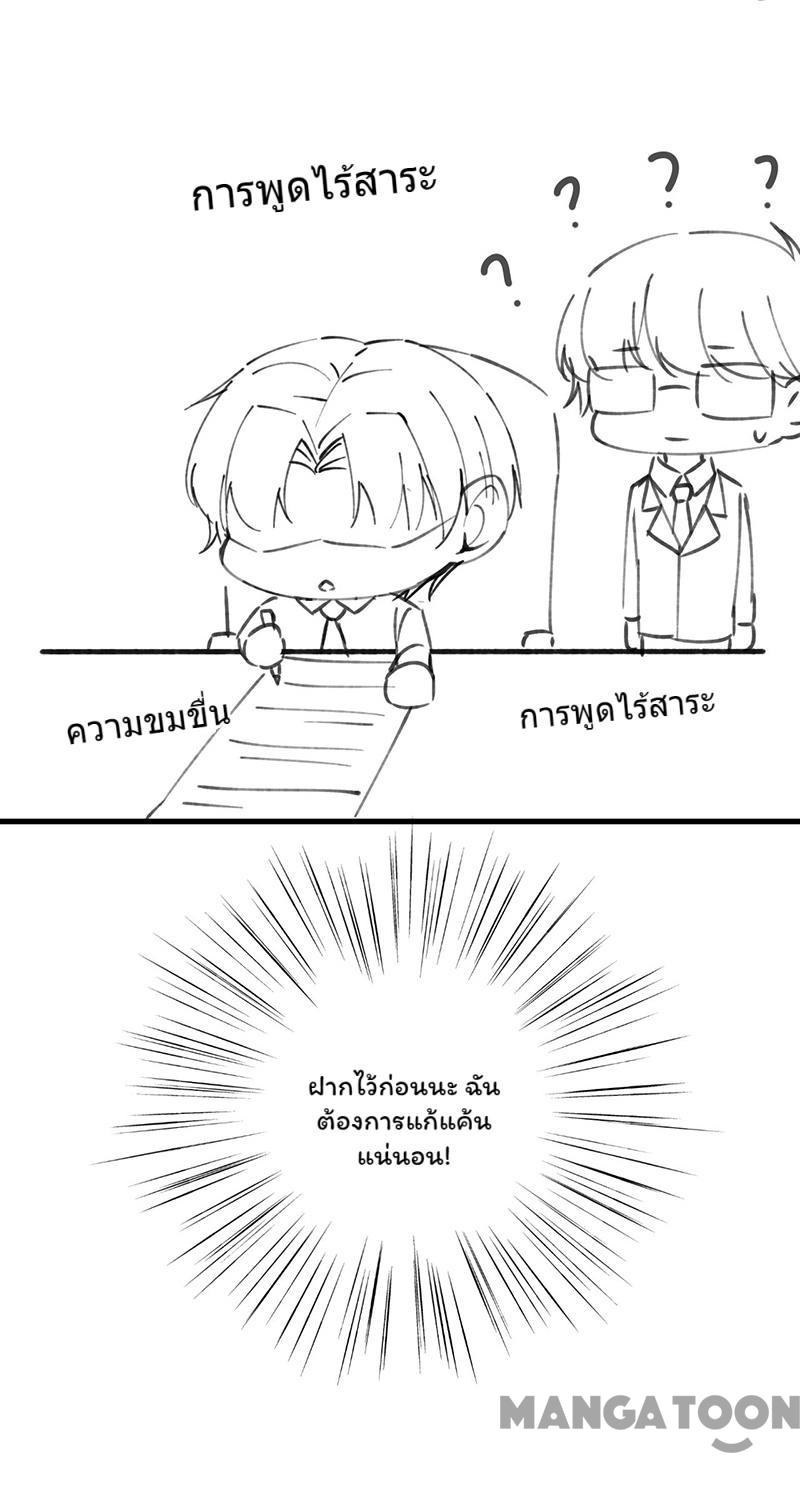 การพูดไร้สาระ
? ? ? ?
ความขมขื่น
การพูดไร้สาระ
ฝากไว้ก่อนนะ ฉัน
ต้องการแก้แค้น
แน่นอน!
MANGATOON